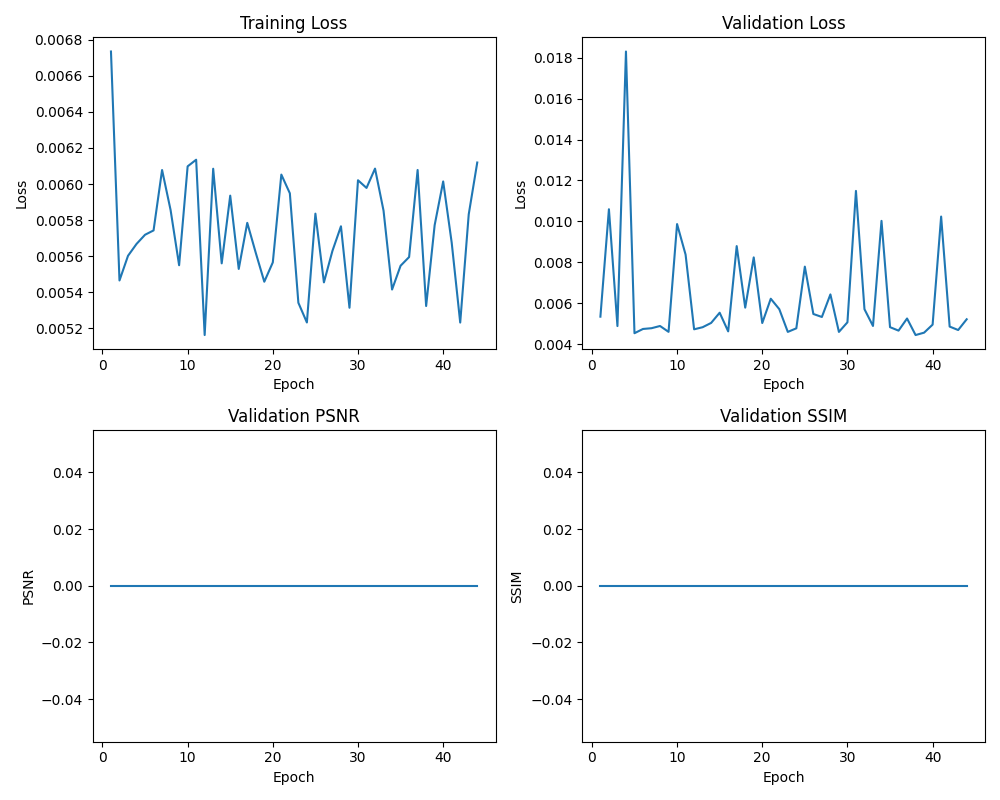 Training Loss
0.0068
0.0066
0.0064
0.0062
0.0060
0.0058
0.0056
0.0054
0.0052
Loss
0 10 20 30 40
Epoch
Validation Loss
0.018
0.016
0.014
0.012
0.010
0.008
0.006
0.004
Loss
0 10 20 30 40
Epoch
Validation PSNR
0.04
0.02
0.00
−0.02
−0.04
PSNR
0 10 20 30 40
Epoch
Validation SSIM
0.04
0.02
0.00
−0.02
−0.04
SSIM
0 10 20 30 40
Epoch